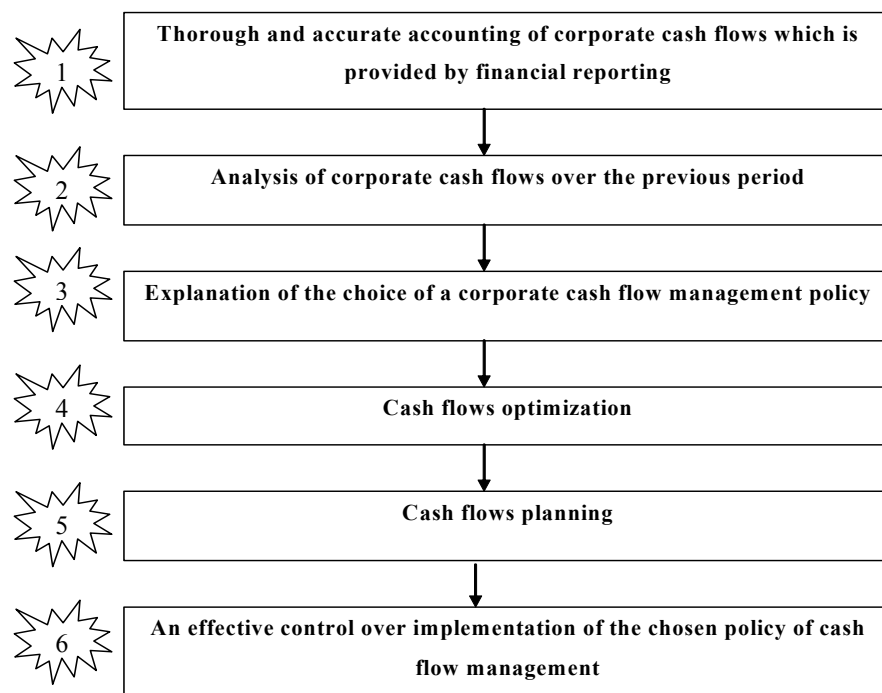 1
Thorough and accurate accounting of corporate cash flows which is
provided by financial reporting
2
Analysis of corporate cash flows over the previous period
3
Explanation of the choice of a corporate cash flow management policy
4
Cash flows optimization
5
Cash flows planning
6
An effective control over implementation of the chosen policy of cash
flow management